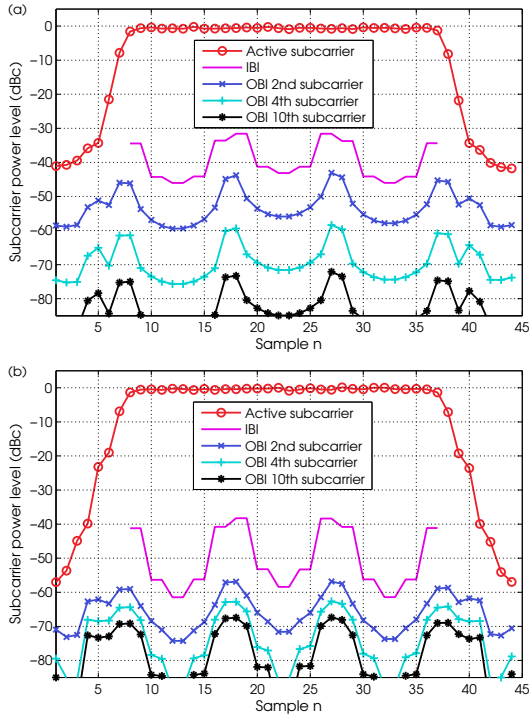 (a)
0
−10
−20
−30
−40
−50
−60
−70
−80
Subcarrier power level (dBc)
Active subcarrier
IBI
OBI 2nd subcarrier
OBI 4th subcarrier
OBI 10th subcarrier
5 10 15 20 25 30 35 40 45
Sample n
(b)
0
−10
−20
−30
−40
−50
−60
−70
−80
Subcarrier power level (dBc)
Active subcarrier
IBI
OBI 2nd subcarrier
OBI 4th subcarrier
OBI 10th subcarrier
5 10 15 20 25 30 35 40 45
Sample n